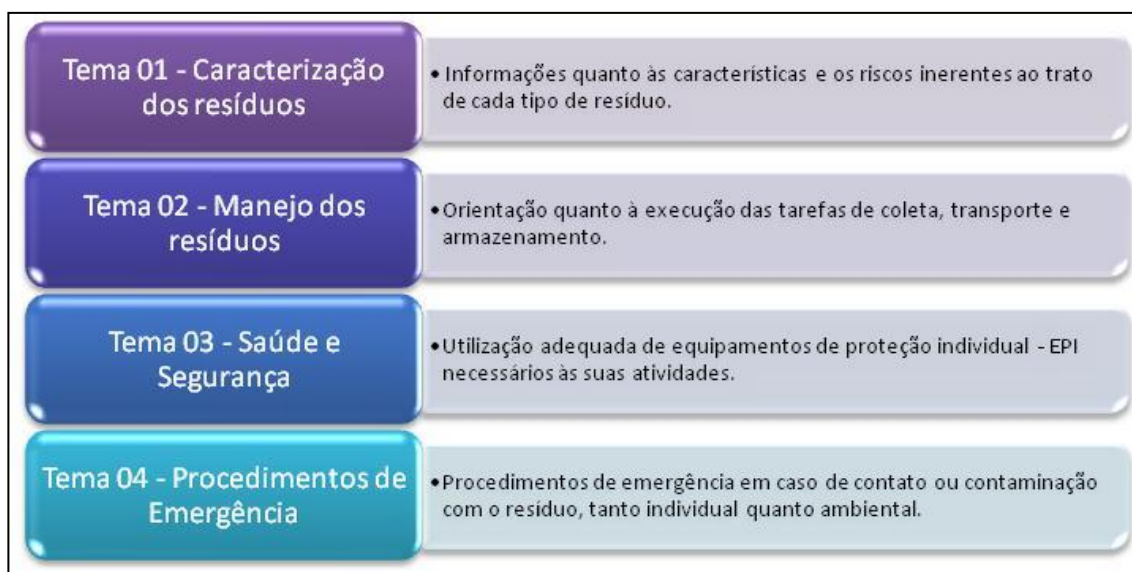 Tema 01 - Caracterização
dos resíduos
• Informações quanto às características e os riscos inerentes ao trato
de cada tipo de resíduo.
Tema 02 - Manejo dos
resíduos
• Orientação quanto à execução das tarefas de coleta, transporte e
armazenamento.
Tema 03 - Saúde e
Segurança
• Utilização adequada de equipamentos de proteção individual - EPI
necessários às suas atividades.
Tema 04 - Procedimentos de
Emergência
• Procedimentos de emergência em caso de contato ou contaminação
com o resíduo, tanto individual quanto ambiental.